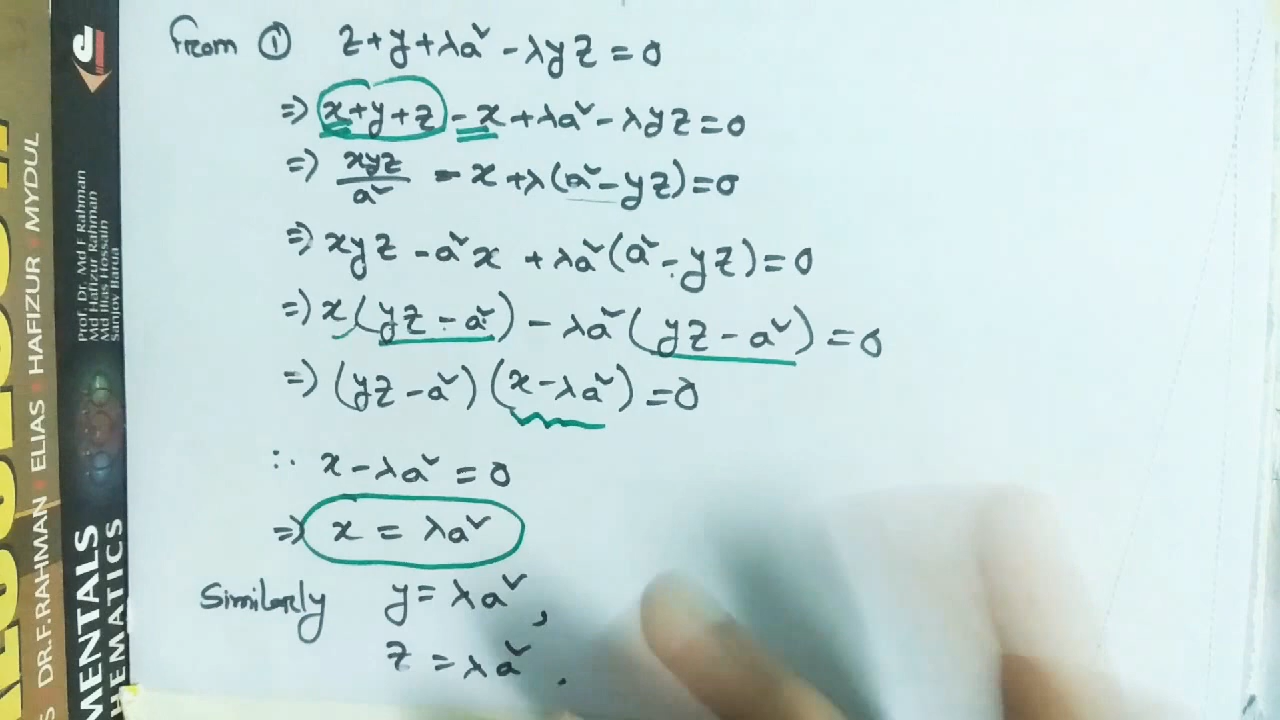 From ① z+y+λa²-λyz=0
⇒ x+y+z-x+λa²-λyz=0
⇒ xyz/a² - x+λ(a²-yz)=0
⇒ xyz-a²x+λa²(a²-yz)=0
⇒ x(yz-a²)-λa²(yz-a²)=0
⇒ (yz-a²)(x-λa²)=0
∴ x-λa²=0
⇒ x=λa²
Similarly y=λa²,
z=λa².
DR.F.RAHMAN ELIAS HAFIZUR MYDUL
MENTALS
HEMATICS
Prof. Dr. Md F Rahman
Md Hafizur Rahman
Md Ilias Hossain
Sanjov Barua